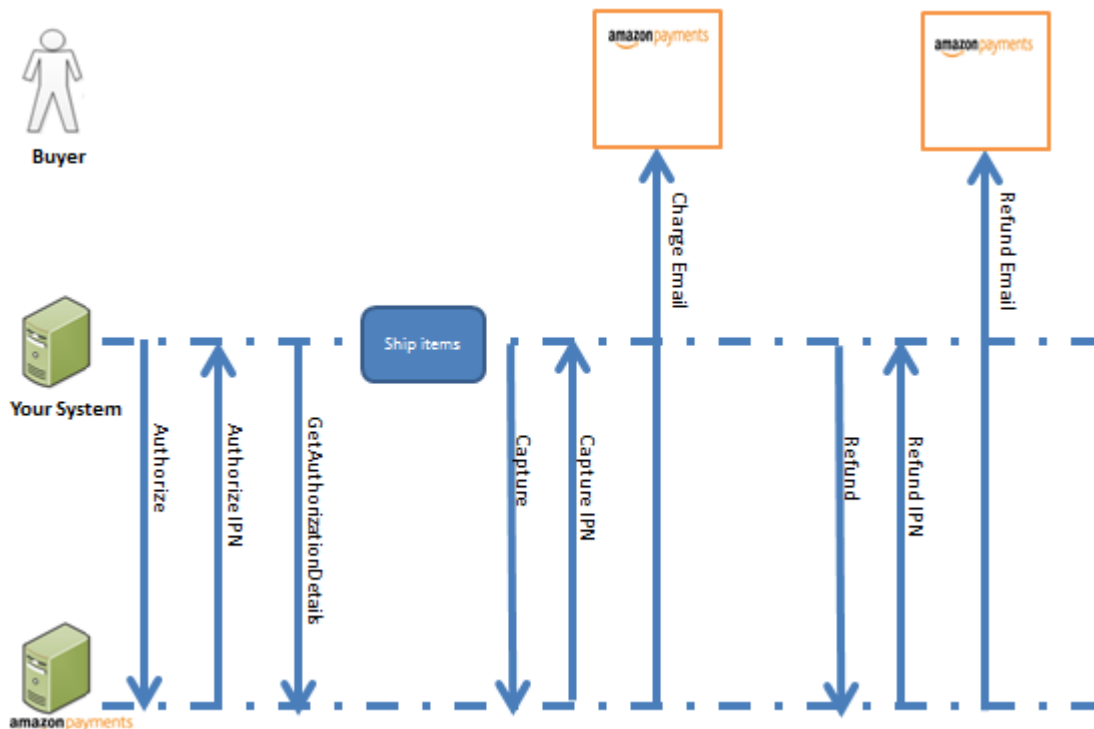 amazonpayments
amazonpayments
Buyer
Charge Email
Refund Email
Ship items
Your System
Authorize
Authorize IPN
GetAuthorizationDetails
Capture
Capture IPN
Refund
Refund IPN
amazonpayments